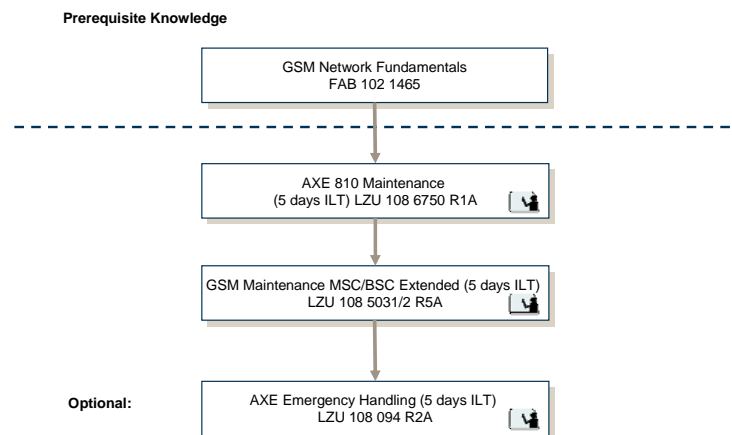 Prerequisite Knowledge
GSM Network Fundamentals
FAB 102 1465
AXE 810 Maintenance
(5 days ILT) LZU 108 6750 R1A
GSM Maintenance MSC/BSC Extended (5 days ILT)
LZU 108 5031/2 R5A
Optional:
AXE Emergency Handling (5 days ILT)
LZU 108 094 R2A